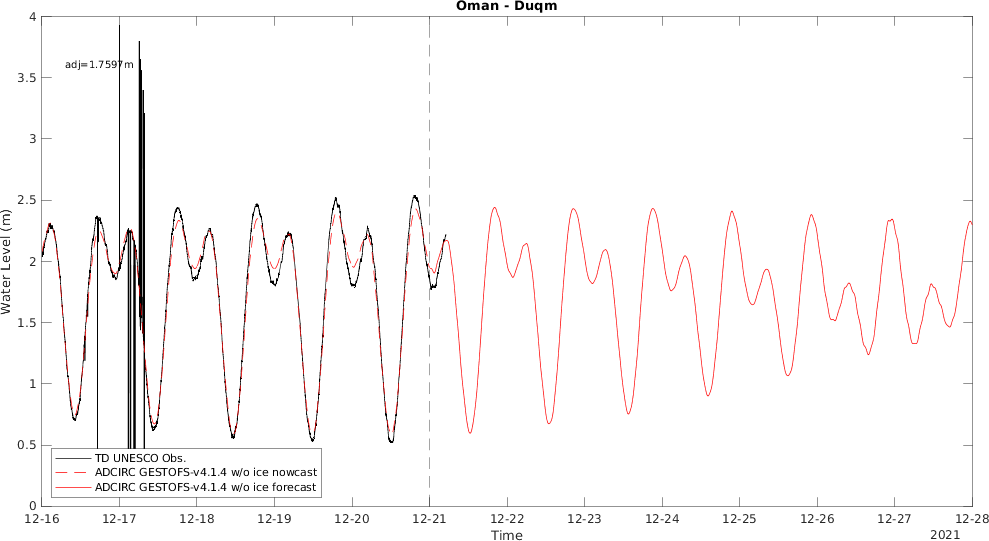 Oman - Duqm
Water Level (m)
4
3.5
3
2.5
2
1.5
1
0.5
0
adj=1.7597m
TD UNESCO Obs.
ADCIRC GESTOFS-v4.1.4 w/o ice nowcast
ADCIRC GESTOFS-v4.1.4 w/o ice forecast
12-16 12-17 12-18 12-19 12-20 12-21 12-22 12-23 12-24 12-25 12-26 12-27 12-28
Time
2021